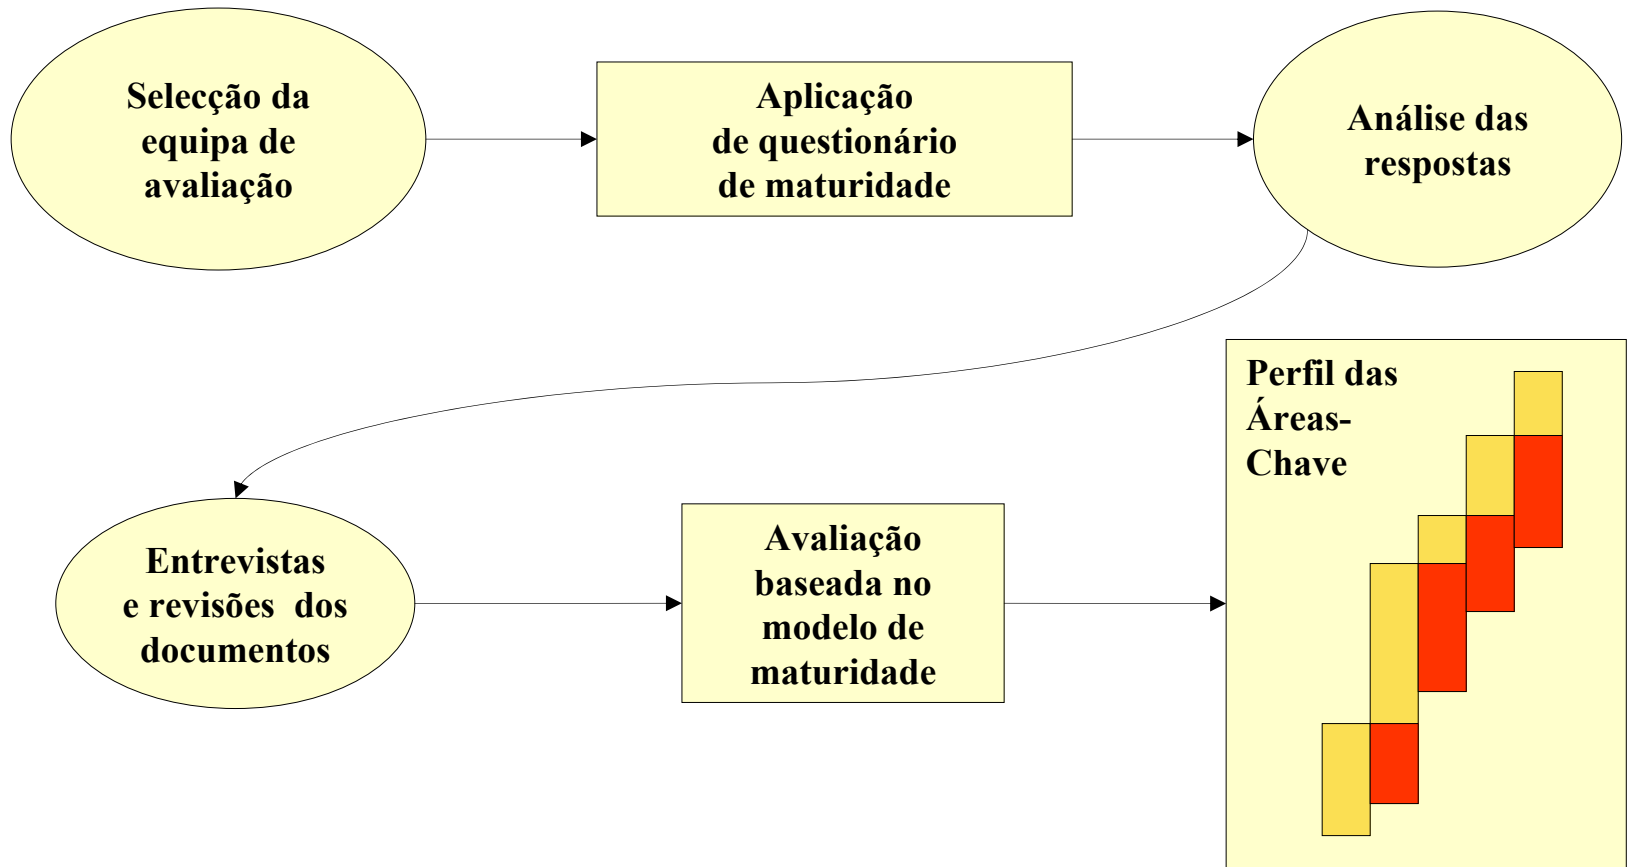 Selecção da
equipa de
avaliação
Aplicação
de questionário
de maturidade
Análise das
respostas
Entrevistas
e revisões dos
documentos
Avaliação
baseada no
modelo de
maturidade
Perfil das
Áreas-
Chave